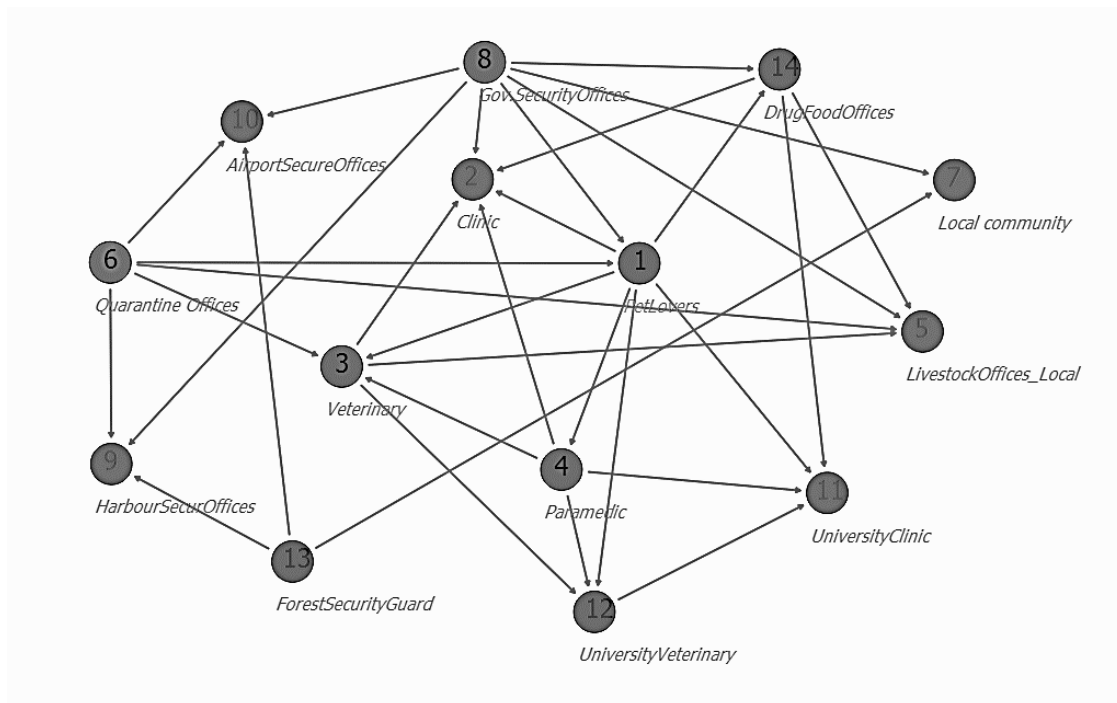 8
Gov.SecurityOffices
14
DrugFoodOffices
10
AirportSecureOffices
2
Clinic
7
Local community
6
Quarantine Offices
1
PetLovers
5
LivestockOffices_Local
3
Veterinary
9
HarbourSecurOffices
4
Paramedic
11
UniversityClinic
13
ForestSecurityGuard
12
UniversityVeterinary